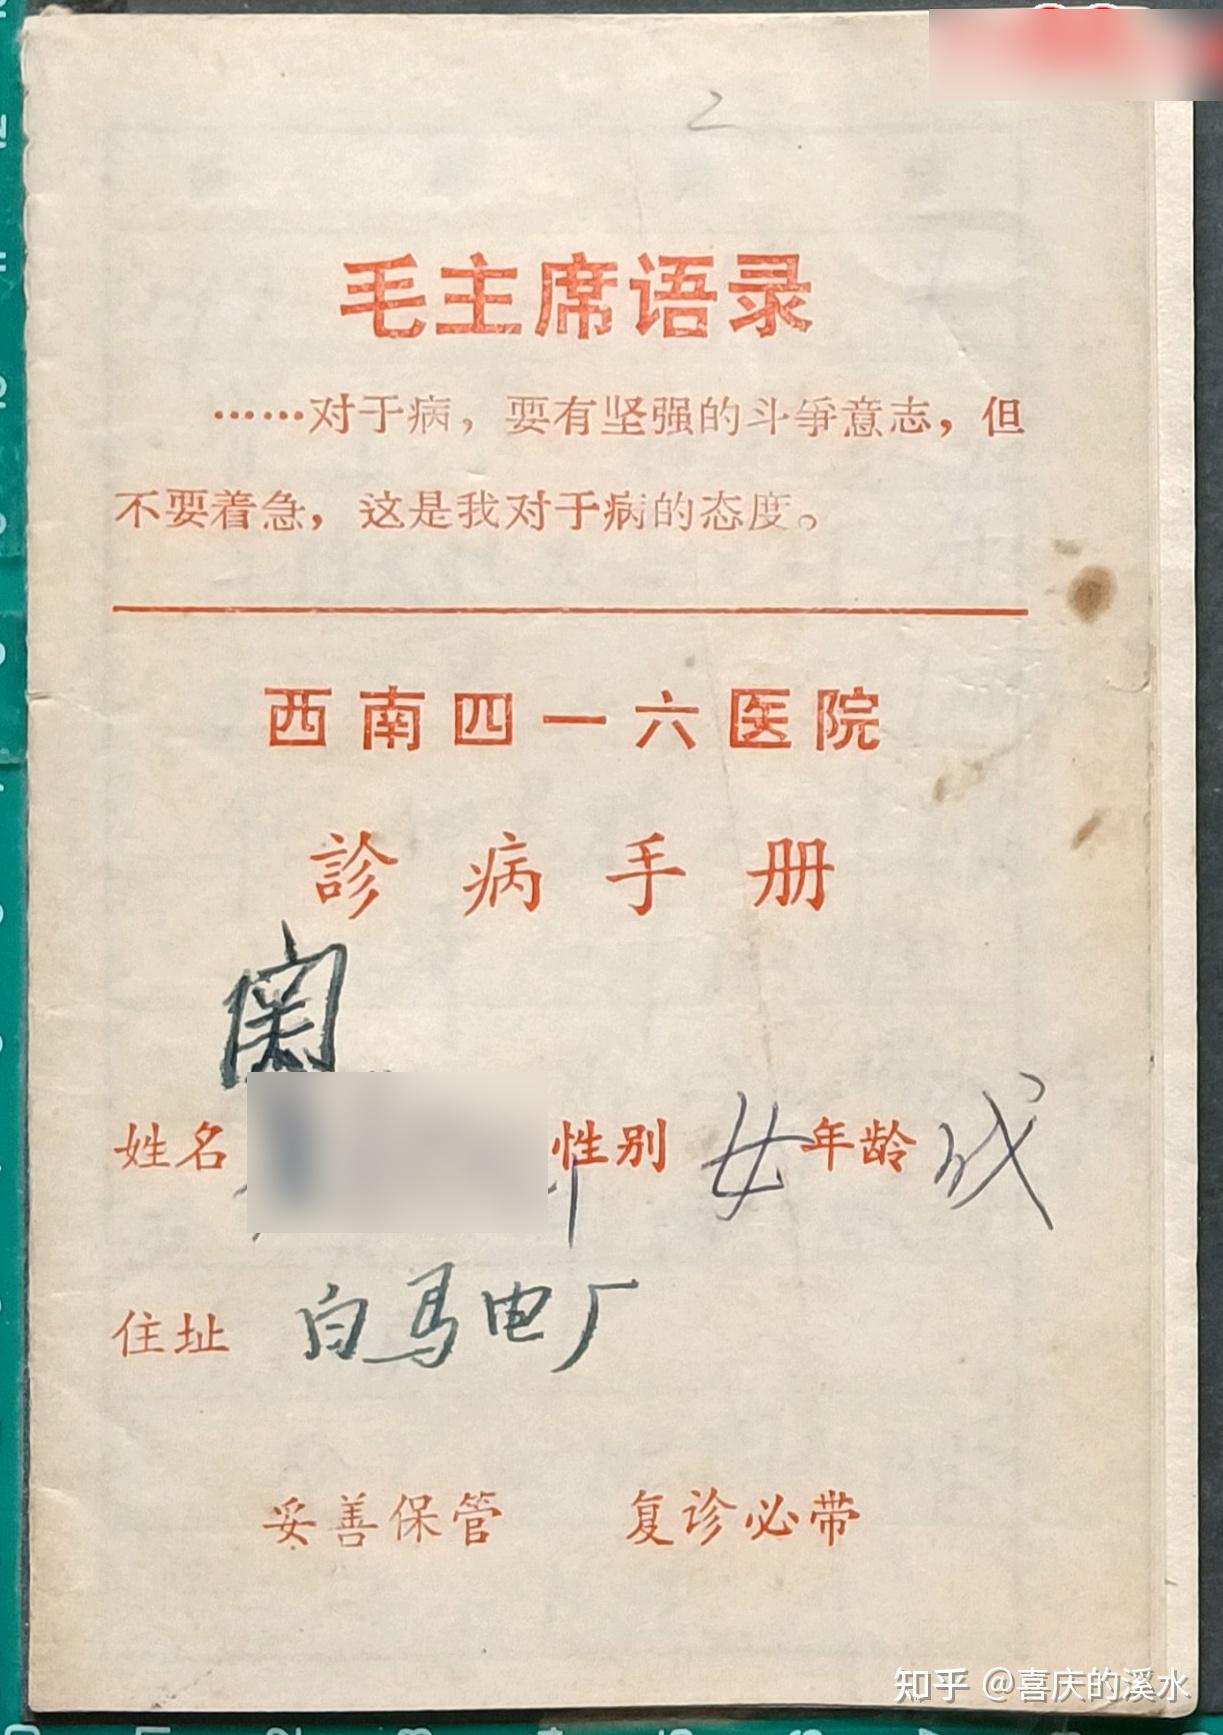 2
毛主席语录
……对于病，要有坚强的斗争意志，但
不要着急，这是我对于病的态度。
西南四一六医院
診病手册
姓名 性别 女 年龄 成
住址 白马电厂
妥善保管 复诊必带
知乎 @喜庆的溪水